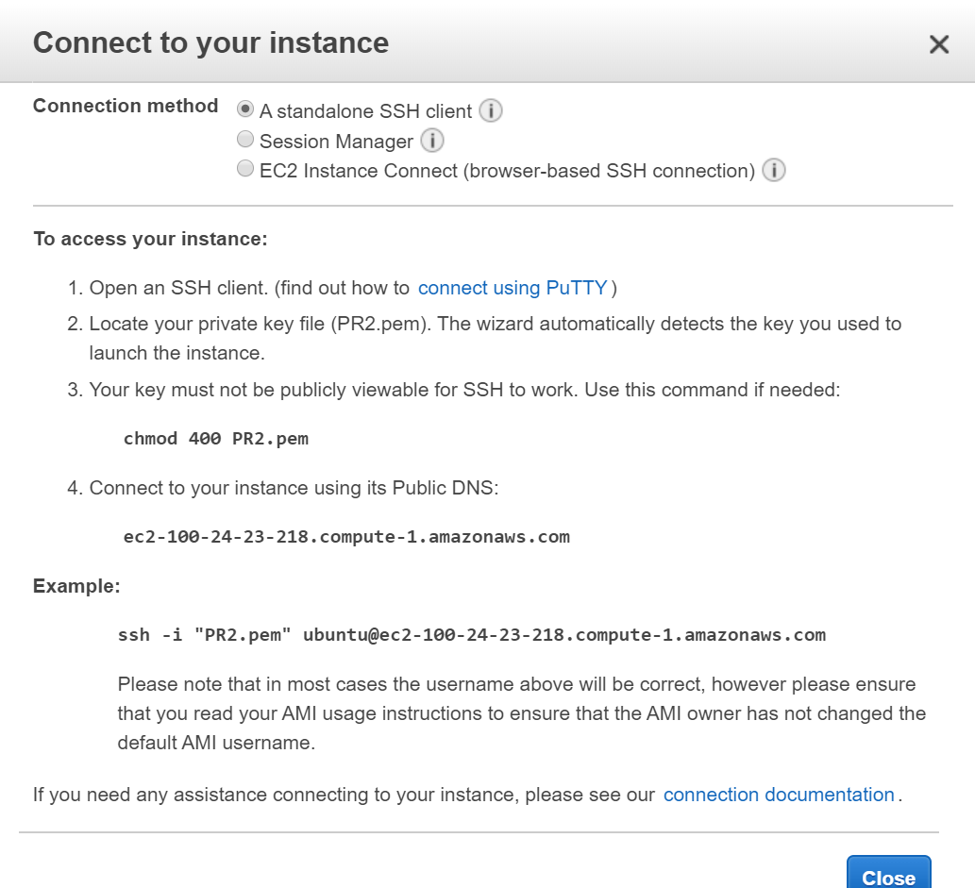 Connect to your instance
Connection method
A standalone SSH client
Session Manager
EC2 Instance Connect (browser-based SSH connection)
To access your instance:
1. Open an SSH client. (find out how to connect using PuTTY)
2. Locate your private key file (PR2.pem). The wizard automatically detects the key you used to
launch the instance.
3. Your key must not be publicly viewable for SSH to work. Use this command if needed:
chmod 400 PR2.pem
4. Connect to your instance using its Public DNS:
ec2-100-24-23-218.compute-1.amazonaws.com
Example:
ssh -i "PR2.pem" ubuntu@ec2-100-24-23-218.compute-1.amazonaws.com
Please note that in most cases the username above will be correct, however please ensure
that you read your AMI usage instructions to ensure that the AMI owner has not changed the
default AMI username.
If you need any assistance connecting to your instance, please see our connection documentation.
Close